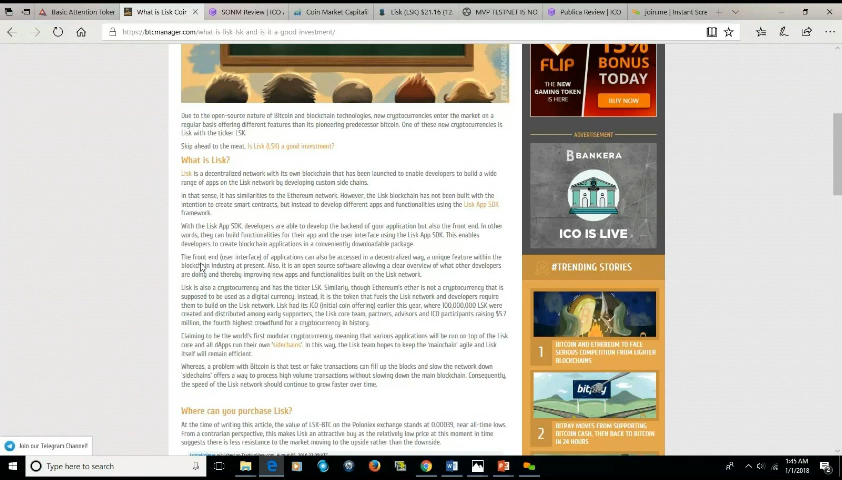 Basic Attention Token
What is Lisk Coin
SONM Review | ICO
Coin Market Capitali
Lisk (LSK) $21.16 (12.
MVP TESTNET IS NO
Publica Review | ICO
join.me | Instant Scre
https://btcmanager.com/what-is-lisk-lsk-and-is-it-a-good-investment/
BTCMANAGER.COM
Due to the open-source nature of Bitcoin and blockchain technologies, new cryptocurrencies enter the market on a
regular basis offering different features than its pioneering predecessor bitcoin. One of these new cryptocurrencies is
Lisk with the ticker LSK.
Skip ahead to the meat, Is Lisk (LSK) a good investment?
What is Lisk?
Lisk is a decentralized network with its own blockchain that has been launched to enable developers to build a wide
range of apps on the Lisk network by developing custom side chains.
In that sense, it has similarities to the Ethereum network. However, the Lisk blockchain has not been built with the
intention to create smart contracts, but instead to develop different apps and functionalities using the Lisk App SDK
framework.
With the Lisk App SDK, developers are able to develop the backend of your application but also the front end. In other
words, they can build functionalities for their app and the user interface using the Lisk App SDK. This enables
developers to create blockchain applications in a conveniently downloadable package.
The front end (user interface) of applications can also be accessed in a decentralized way, a unique feature within the
blockchain industry at present. Also, it is an open source software allowing a clear overview of what other developers
are doing and thereby improving new apps and functionalities built on the Lisk network.
Lisk is also a cryptocurrency and has the ticker LSK. Similarly, though Ethereum's ether is not a cryptocurrency that is
supposed to be used as a digital currency. Instead, it is the token that fuels the Lisk network and developers require
them to build on the Lisk network. Lisk had its ICO (initial coin offering) earlier this year, where 100,000,000 LSK were
created and distributed among early supporters, the Lisk core team, partners, advisors and ICO participants raising $5.7
million, the fourth highest crowdfund for a cryptocurrency in history.
Claiming to be the world's first modular cryptocurrency, meaning that various applications will be run on top of the Lisk
core and all dApps run their own 'sidechains'. In this way, the Lisk team hopes to keep the 'mainchain' agile and Lisk
itself will remain efficient.
Whereas, a problem with Bitcoin is that test or fake transactions can fill up the blocks and slow the network down
'sidechains' offers a way to process high volume transactions without slowing down the main blockchain. Consequently,
the speed of the Lisk network should continue to grow faster over time.
Where can you purchase Lisk?
At the time of writing this article, the value of LSK-BTC on the Poloniex exchange stands at 0.00039, near all-time lows.
From a contrarian perspective, this makes Lisk an attractive buy as the relatively low price at this moment in time
suggests there is less resistance to the market moving to the upside rather than the downside.
FLIP
THE NEW
GAMING TOKEN
IS HERE
15%
BONUS
TODAY
BUY NOW
ADVERTISEMENT
BANKERA
ICO IS LIVE
#TRENDING STORIES
1
BITCOIN AND ETHEREUM TO FACE
SERIOUS COMPETITION FROM LIGHTER
BLOCKCHAINS
bitpay
2
BITPAY MOVES FROM SUPPORTING
BITCOIN CASH, THEN BACK TO BITCOIN
IN 24 HOURS
Join our Telegram Channel!
Type here to search
1:45 AM
1/1/2018